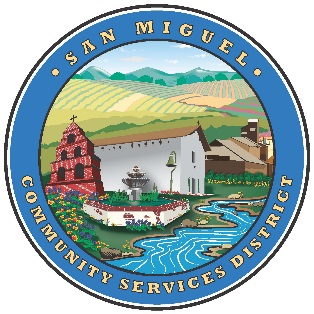 • SAN MIGUEL •
COMMUNITY SERVICES DISTRICT